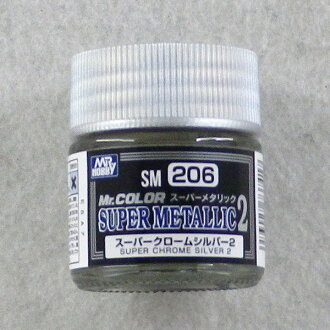 MR HOBBY
SM 206
Mr.COLOR スーパーメタリック
SUPER METALLIC 2
スーパークロームシルバー2
SUPER CHROME SILVER 2